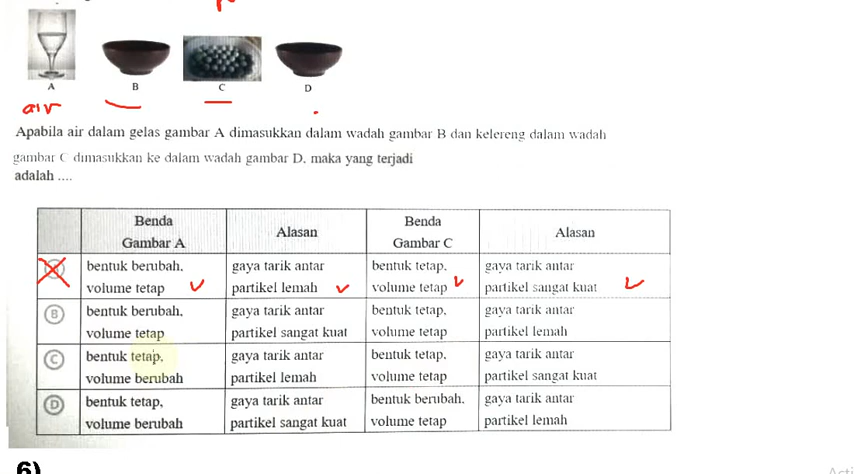 A
B
C
D
air
Apabila air dalam gelas gambar A dimasukkan dalam wadah gambar B dan kelereng dalam wadah
gambar C dimasukkan ke dalam wadah gambar D, maka yang terjadi
adalah ....
Benda Gambar A
Alasan
Benda Gambar C
Alasan
bentuk berubah, gaya tarik antar bentuk tetap, gaya tarik antar
volume tetap partikel lemah volume tetap partikel sangat kuat
B bentuk berubah, gaya tarik antar bentuk tetap, gaya tarik antar
volume tetap partikel sangat kuat volume tetap partikel lemah
C bentuk tetap, gaya tarik antar bentuk tetap, gaya tarik antar
volume berubah partikel lemah volume tetap partikel sangat kuat
D bentuk tetap, gaya tarik antar bentuk berubah, gaya tarik antar
volume berubah partikel sangat kuat volume tetap partikel lemah
6)